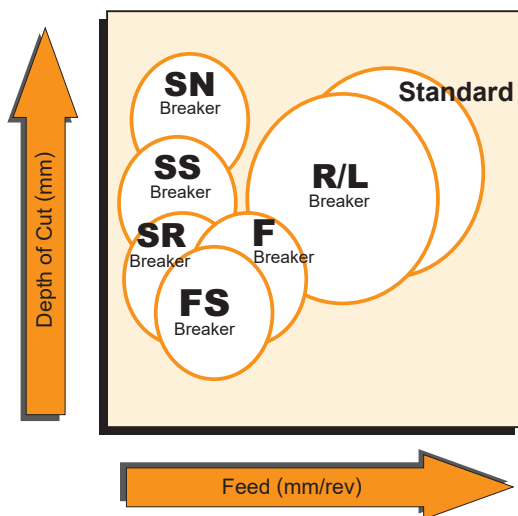 SN
Breaker
Standard
SS
Breaker
R/L
Breaker
SR
Breaker
F
Breaker
FS
Breaker
Depth of Cut (mm)
Feed (mm/rev)